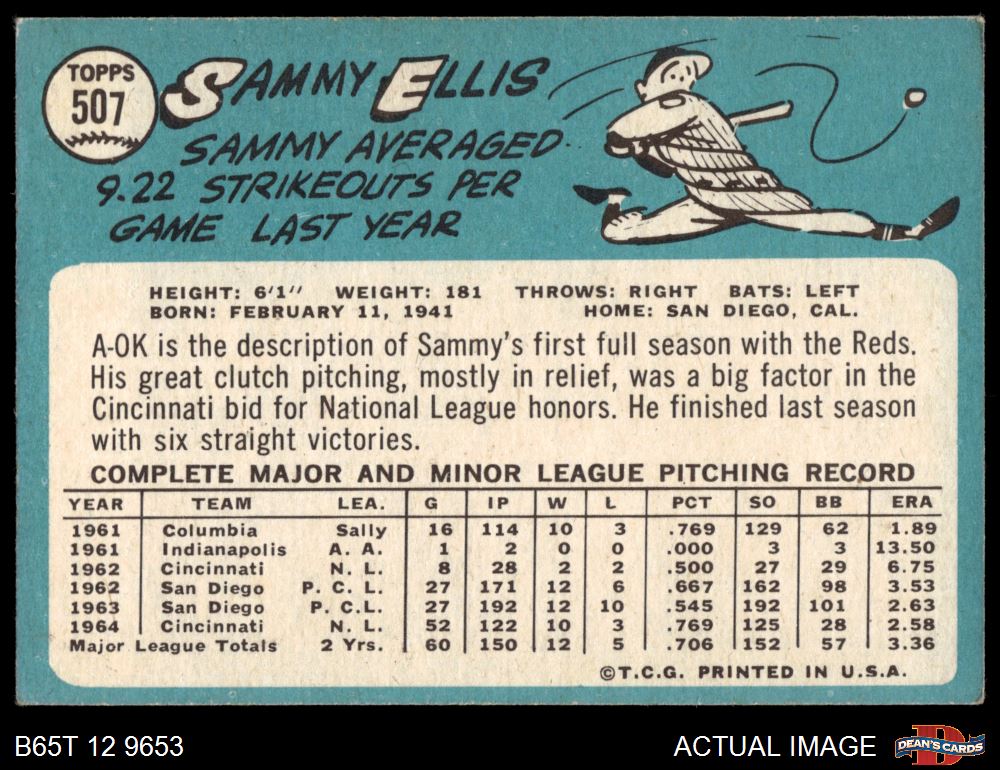 TOPPS
507
SAMMY ELLIS
SAMMY AVERAGED
9.22 STRIKEOUTS PER
GAME LAST YEAR
HEIGHT: 6'1" WEIGHT: 181 THROWS: RIGHT BATS: LEFT
BORN: FEBRUARY 11, 1941 HOME: SAN DIEGO, CAL.
A-OK is the description of Sammy's first full season with the Reds.
His great clutch pitching, mostly in relief, was a big factor in the
Cincinnati bid for National League honors. He finished last season
with six straight victories.
COMPLETE MAJOR AND MINOR LEAGUE PITCHING RECORD
YEAR TEAM LEA. G IP W L PCT SO BB ERA
1961 Columbia Sally 16 114 10 3 .769 129 62 1.89
1961 Indianapolis A. A. 1 2 0 0 .000 3 3 13.50
1962 Cincinnati N. L. 8 28 2 2 .500 27 29 6.75
1962 San Diego P. C. L. 27 171 12 6 .667 162 98 3.53
1963 San Diego P. C.L. 27 192 12 10 .545 192 101 2.63
1964 Cincinnati N. L. 52 122 10 3 .769 125 28 2.58
Major League Totals 2 Yrs. 60 150 12 5 .706 152 57 3.36
©T.C.G. PRINTED IN U.S.A.
B65T 12 9653 ACTUAL IMAGE DEAN'S CARDS